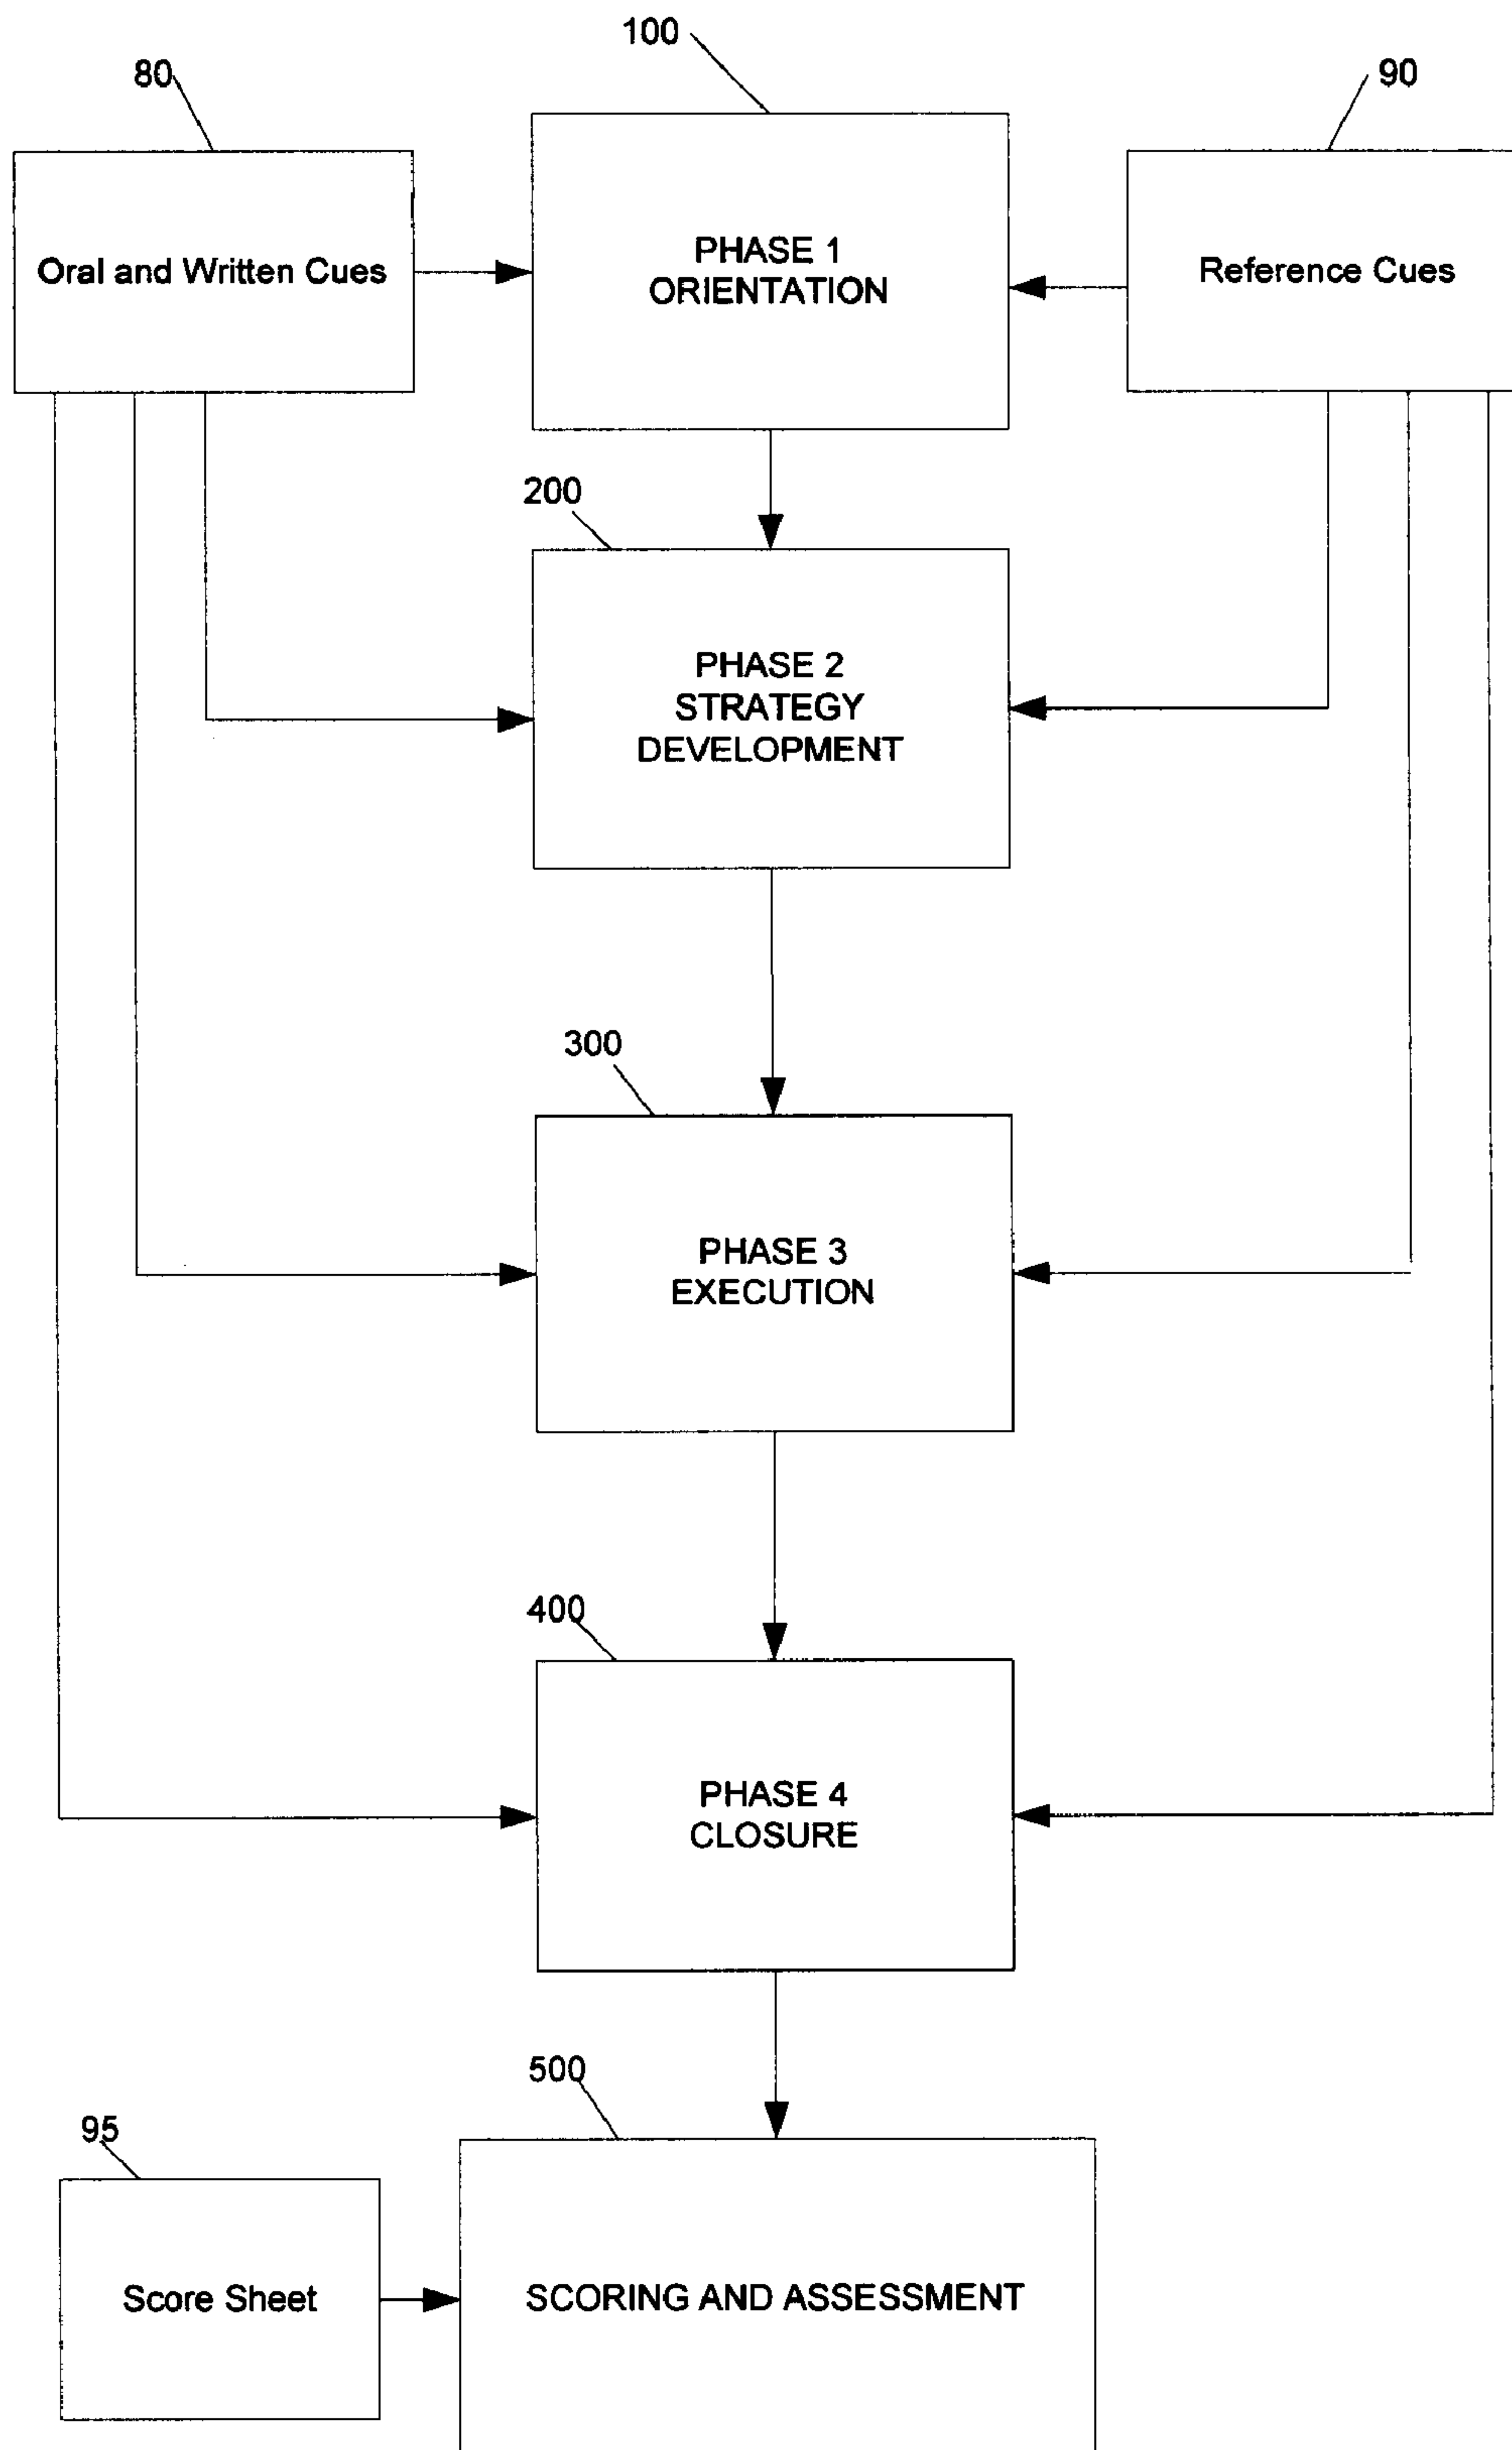 100
80
90
Oral and Written Cues
PHASE 1
ORIENTATION
Reference Cues
200
PHASE 2
STRATEGY
DEVELOPMENT
300
PHASE 3
EXECUTION
400
PHASE 4
CLOSURE
500
95
Score Sheet
SCORING AND ASSESSMENT